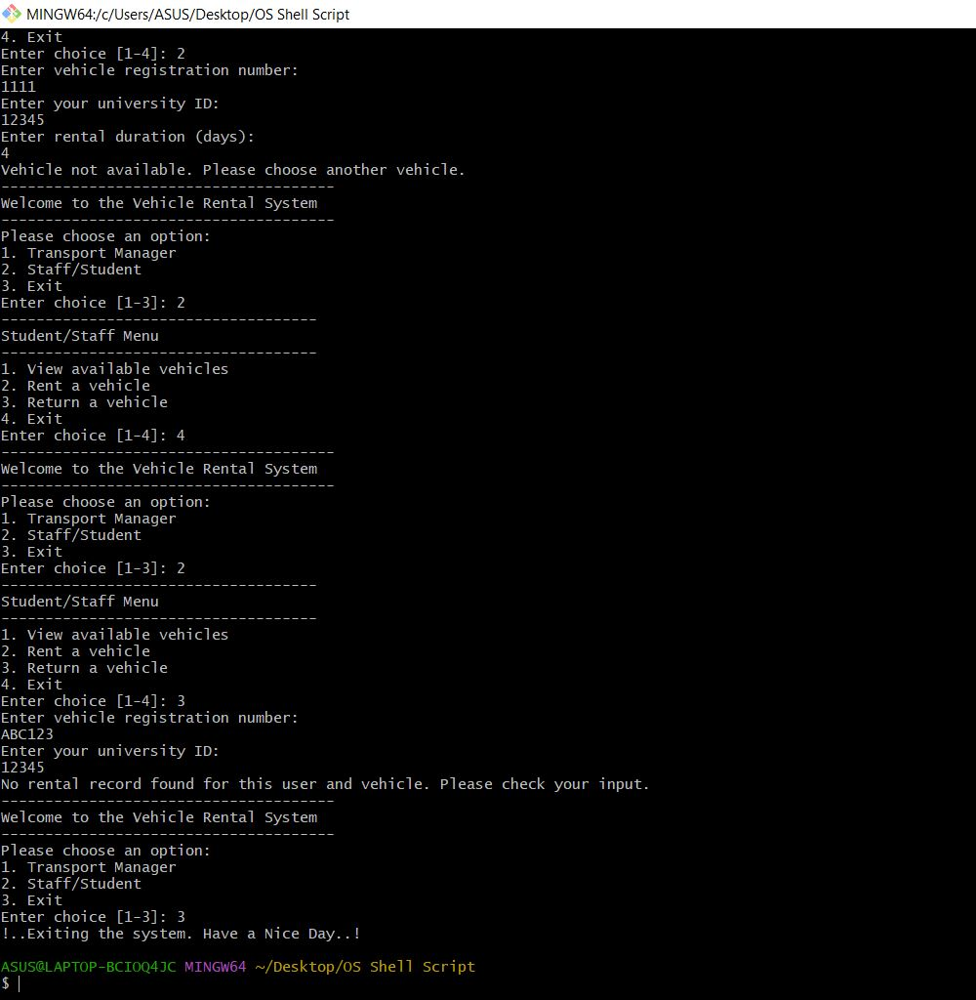 MINGW64:/c/Users/ASUS/Desktop/OS Shell Script
4. Exit
Enter choice [1-4]: 2
Enter vehicle registration number:
1111
Enter your university ID:
12345
Enter rental duration (days):
4
Vehicle not available. Please choose another vehicle.
--------------------------------------
Welcome to the Vehicle Rental System
--------------------------------------
Please choose an option:
1. Transport Manager
2. Staff/Student
3. Exit
Enter choice [1-3]: 2
------------------------------------
Student/Staff Menu
------------------------------------
1. View available vehicles
2. Rent a vehicle
3. Return a vehicle
4. Exit
Enter choice [1-4]: 4
--------------------------------------
Welcome to the Vehicle Rental System
--------------------------------------
Please choose an option:
1. Transport Manager
2. Staff/Student
3. Exit
Enter choice [1-3]: 2
------------------------------------
Student/Staff Menu
------------------------------------
1. View available vehicles
2. Rent a vehicle
3. Return a vehicle
4. Exit
Enter choice [1-4]: 3
Enter vehicle registration number:
ABC123
Enter your university ID:
12345
No rental record found for this user and vehicle. Please check your input.
--------------------------------------
Welcome to the Vehicle Rental System
--------------------------------------
Please choose an option:
1. Transport Manager
2. Staff/Student
3. Exit
Enter choice [1-3]: 3
!..Exiting the system. Have a Nice Day..!
ASUS@LAPTOP-BCIOQ4JC MINGW64 ~/Desktop/OS Shell Script
$